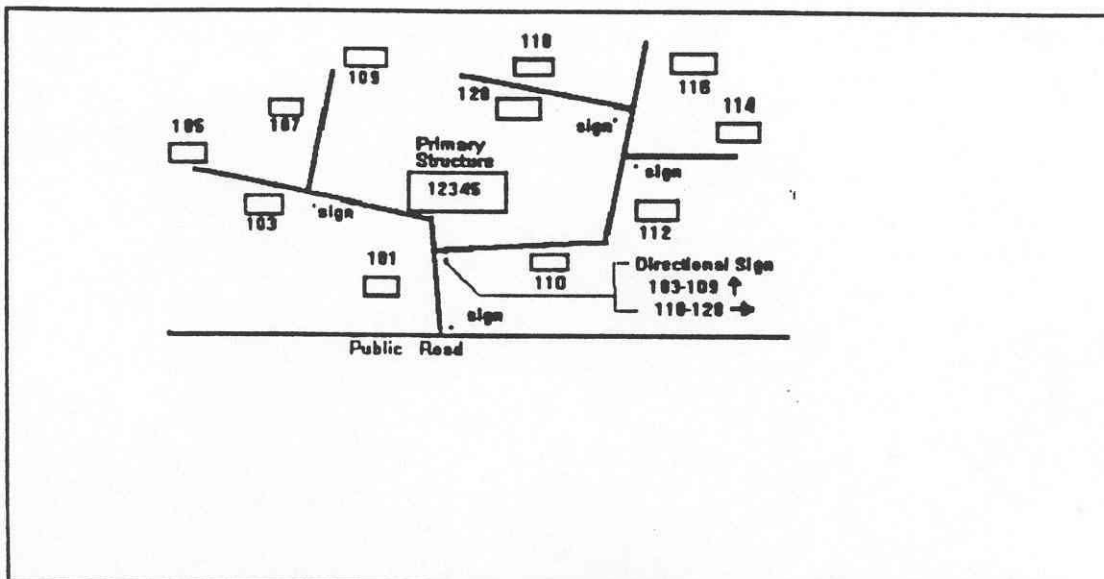 118
109
116
120
114
107
sign
105
Primary
Structure
12345
sign
103
sign
112
101
110
Directional Sign
103-109 ↑
110-120 →
sign
Public Road